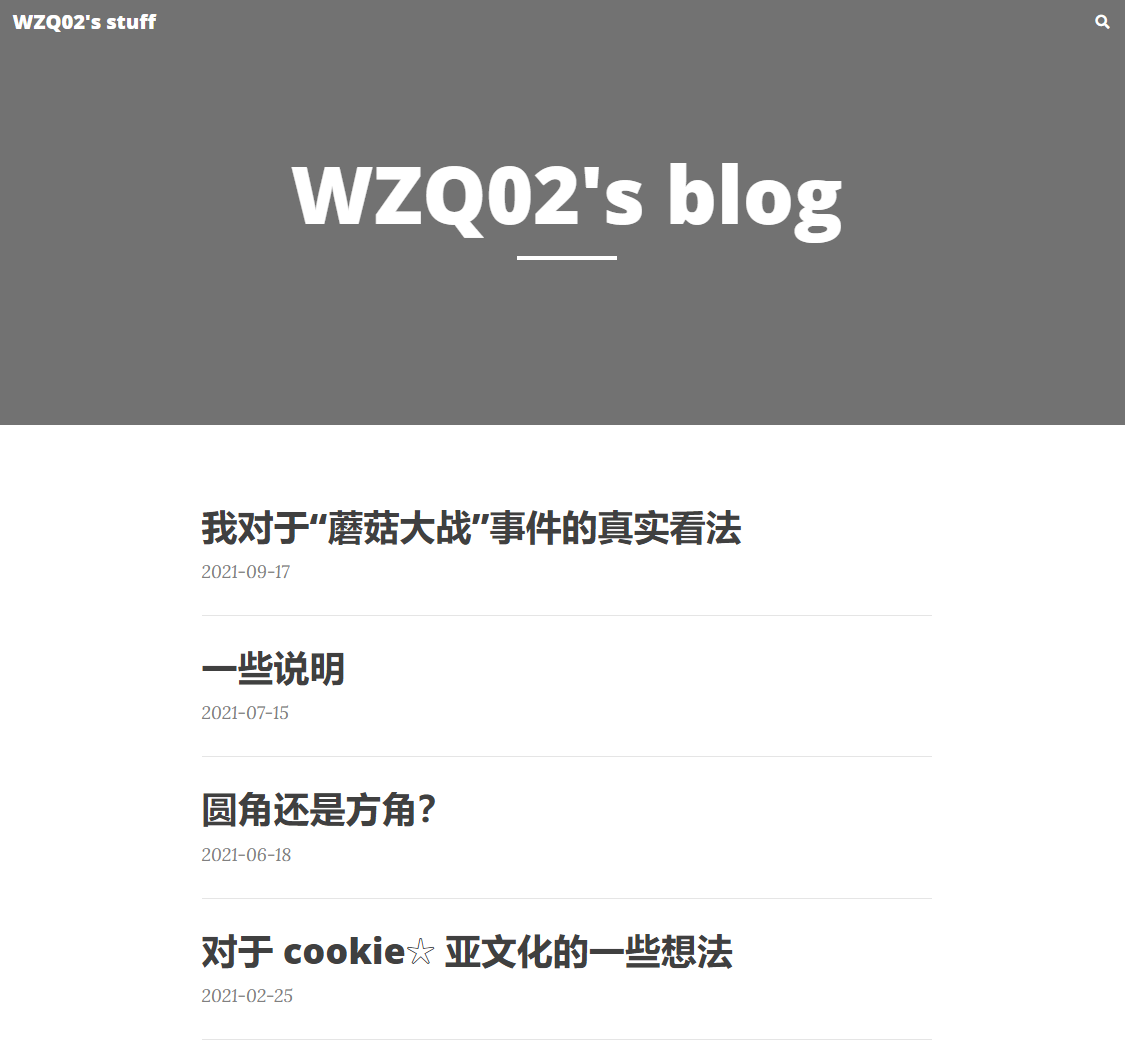 WZQ02's stuff
WZQ02's blog
我对于“蘑菇大战”事件的真实看法
2021-09-17
一些说明
2021-07-15
圆角还是方角？
2021-06-18
对于 cookie☆ 亚文化的一些想法
2021-02-25